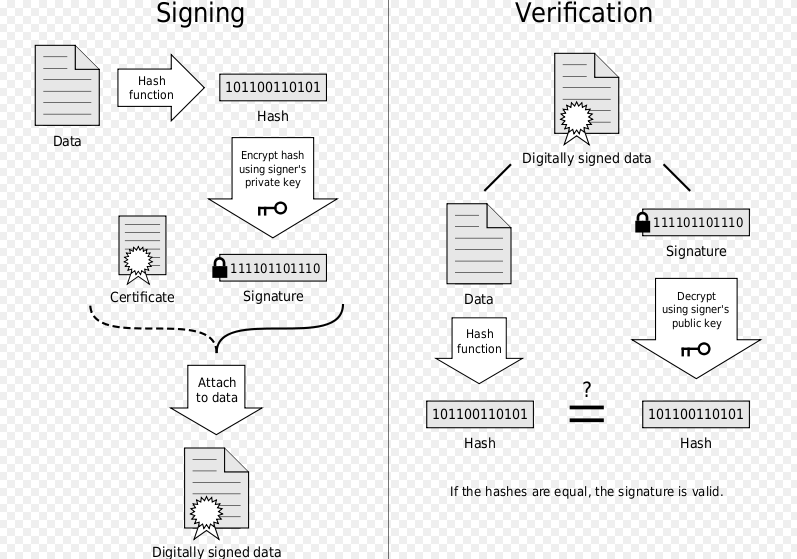 Signing
Data
Hash
function
101100110101
Hash
Encrypt hash
using signer's
private key
Certificate
111101101110
Signature
Attach
to data
Digitally signed data
Verification
Digitally signed data
Data
111101101110
Signature
Hash
function
Decrypt
using signer's
public key
101100110101
Hash
?
=
101100110101
Hash
If the hashes are equal, the signature is valid.